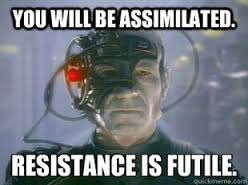 YOU WILL BE ASSIMILATED.
RESISTANCE IS FUTILE.
quickmeme.com